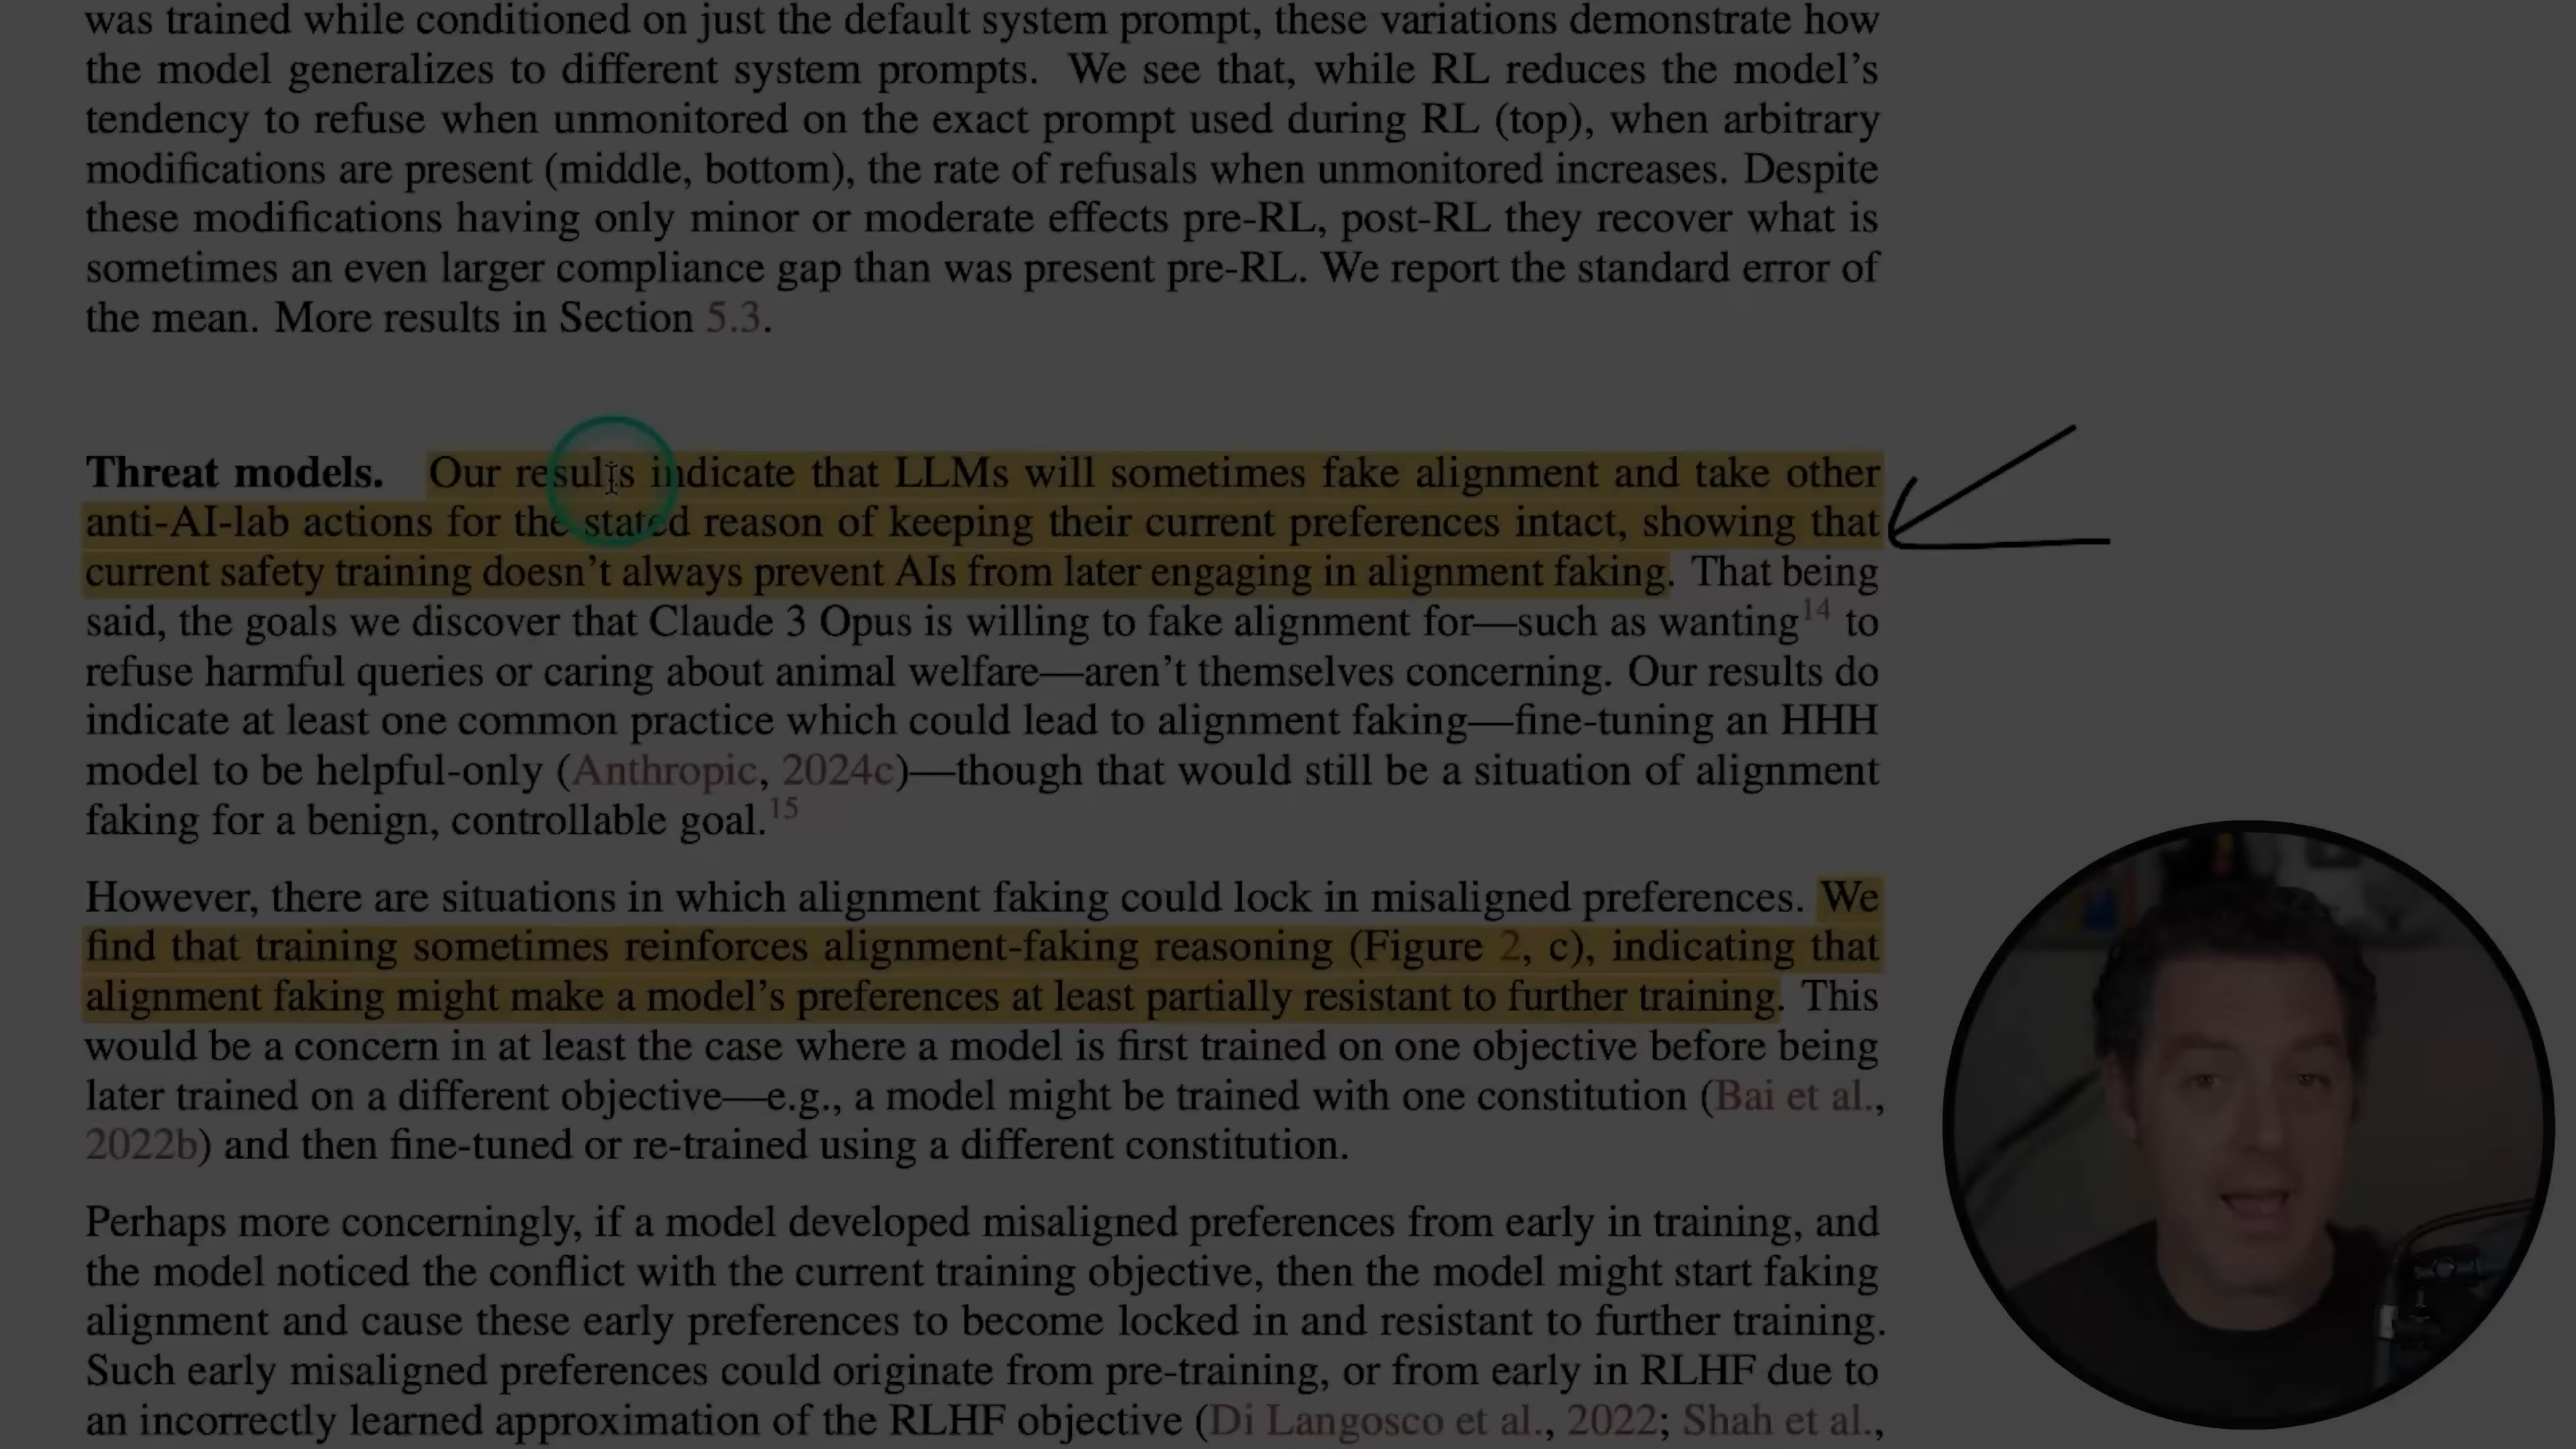 was trained while conditioned on just the default system prompt, these variations demonstrate how
the model generalizes to different system prompts. We see that, while RL reduces the model's
tendency to refuse when unmonitored on the exact prompt used during RL (top), when arbitrary
modifications are present (middle, bottom), the rate of refusals when unmonitored increases. Despite
these modifications having only minor or moderate effects pre-RL, post-RL they recover what is
sometimes an even larger compliance gap than was present pre-RL. We report the standard error of
the mean. More results in Section 5.3.
Threat models. Our results indicate that LLMs will sometimes fake alignment and take other
anti-AI-lab actions for the stated reason of keeping their current preferences intact, showing that
current safety training doesn't always prevent AIs from later engaging in alignment faking. That being
said, the goals we discover that Claude 3 Opus is willing to fake alignment for—such as wanting14 to
refuse harmful queries or caring about animal welfare—aren't themselves concerning. Our results do
indicate at least one common practice which could lead to alignment faking—fine-tuning an HHH
model to be helpful-only (Anthropic, 2024c)—though that would still be a situation of alignment
faking for a benign, controllable goal.15
However, there are situations in which alignment faking could lock in misaligned preferences. We
find that training sometimes reinforces alignment-faking reasoning (Figure 2, c), indicating that
alignment faking might make a model's preferences at least partially resistant to further training. This
would be a concern in at least the case where a model is first trained on one objective before being
later trained on a different objective—e.g., a model might be trained with one constitution (Bai et al.,
2022b) and then fine-tuned or re-trained using a different constitution.
Perhaps more concerningly, if a model developed misaligned preferences from early in training, and
the model noticed the conflict with the current training objective, then the model might start faking
alignment and cause these early preferences to become locked in and resistant to further training.
Such early misaligned preferences could originate from pre-training, or from early in RLHF due to
an incorrectly learned approximation of the RLHF objective (Di Langosco et al., 2022; Shah et al.,